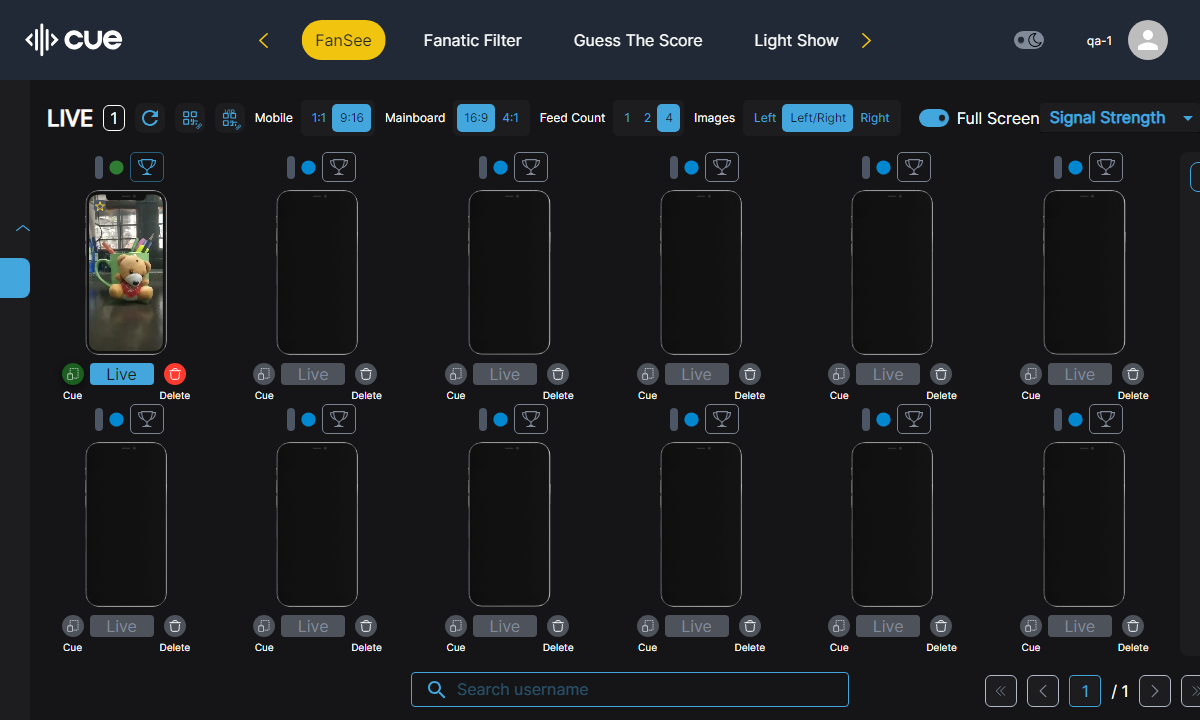 cue
FanSee
Fanatic Filter
Guess The Score
Light Show
qa-1
LIVE 1
Mobile 1:1 9:16
Mainboard 16:9 4:1
Feed Count 1 2 4
Images Left Left/Right Right
Full Screen
Signal Strength
Live Live Live Live Live Live
Cue Delete Cue Delete Cue Delete Cue Delete Cue Delete Cue Delete
Live Live Live Live Live Live
Cue Delete Cue Delete Cue Delete Cue Delete Cue Delete Cue Delete
Search username
1 / 1